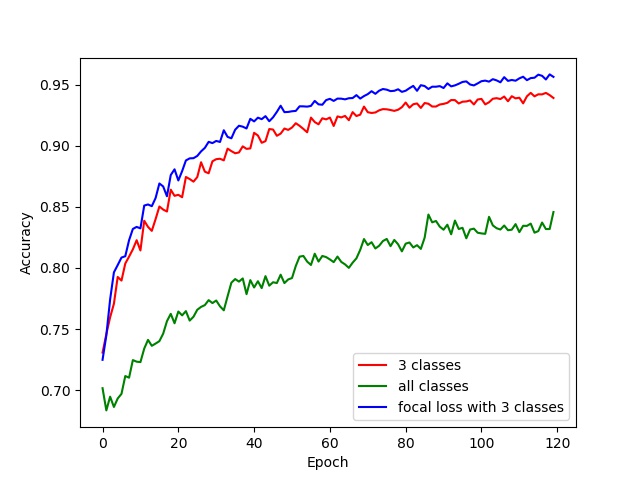 0.95
0.90
0.85
0.80
0.75
0.70
Accuracy
3 classes
all classes
focal loss with 3 classes
0 20 40 60 80 100 120
Epoch